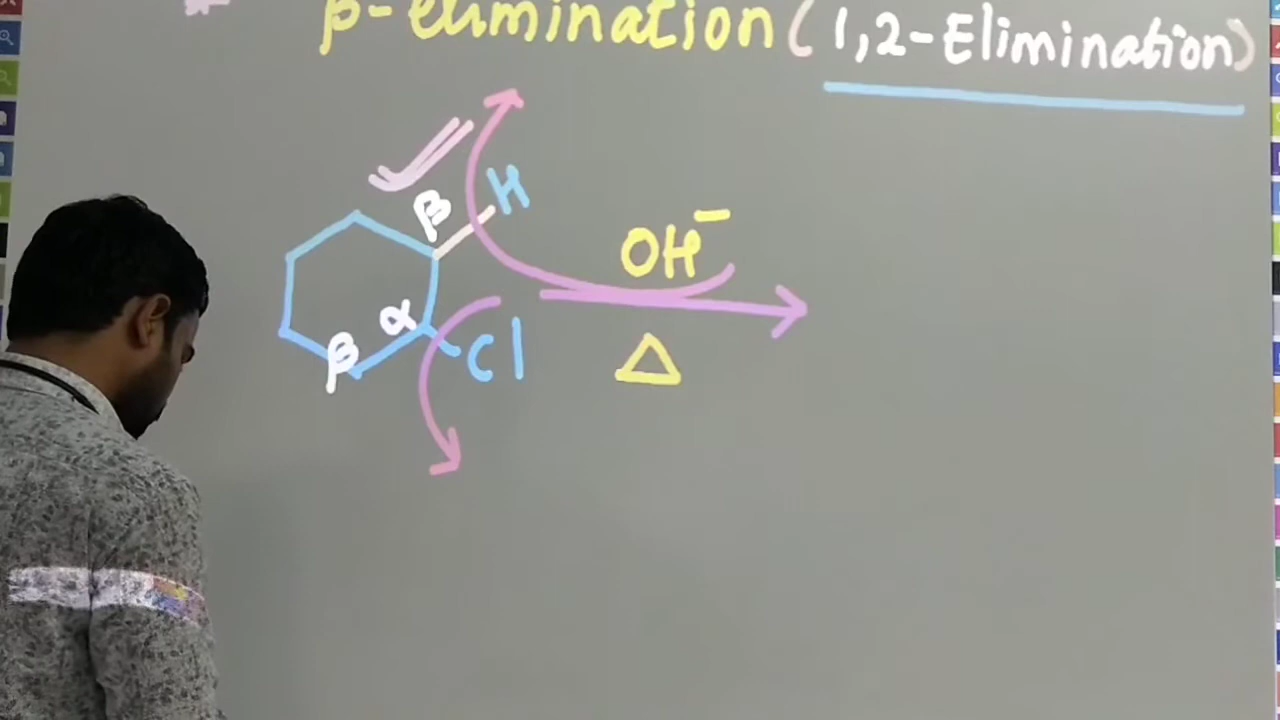 β-elimination (1,2-Elimination)
β H
OH⁻
α
β Cl
Δ